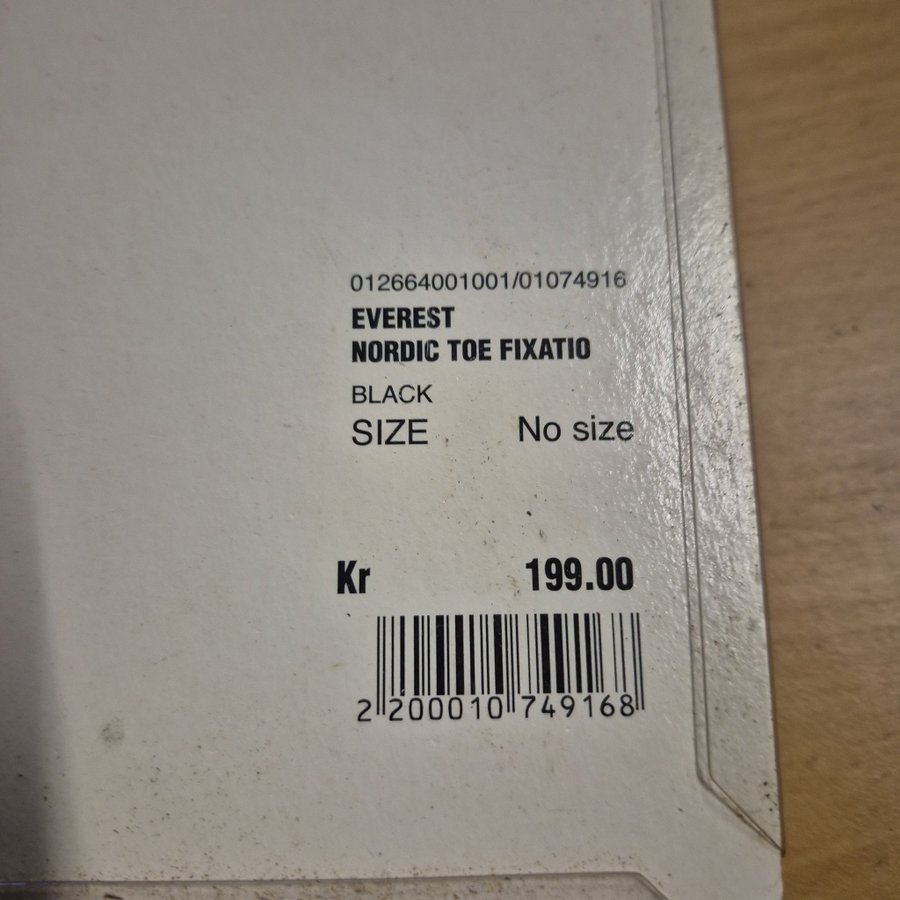 012664001001/01074916
EVEREST
NORDIC TOE FIXATIO
BLACK
SIZE No size
Kr 199.00
2 200010 749168